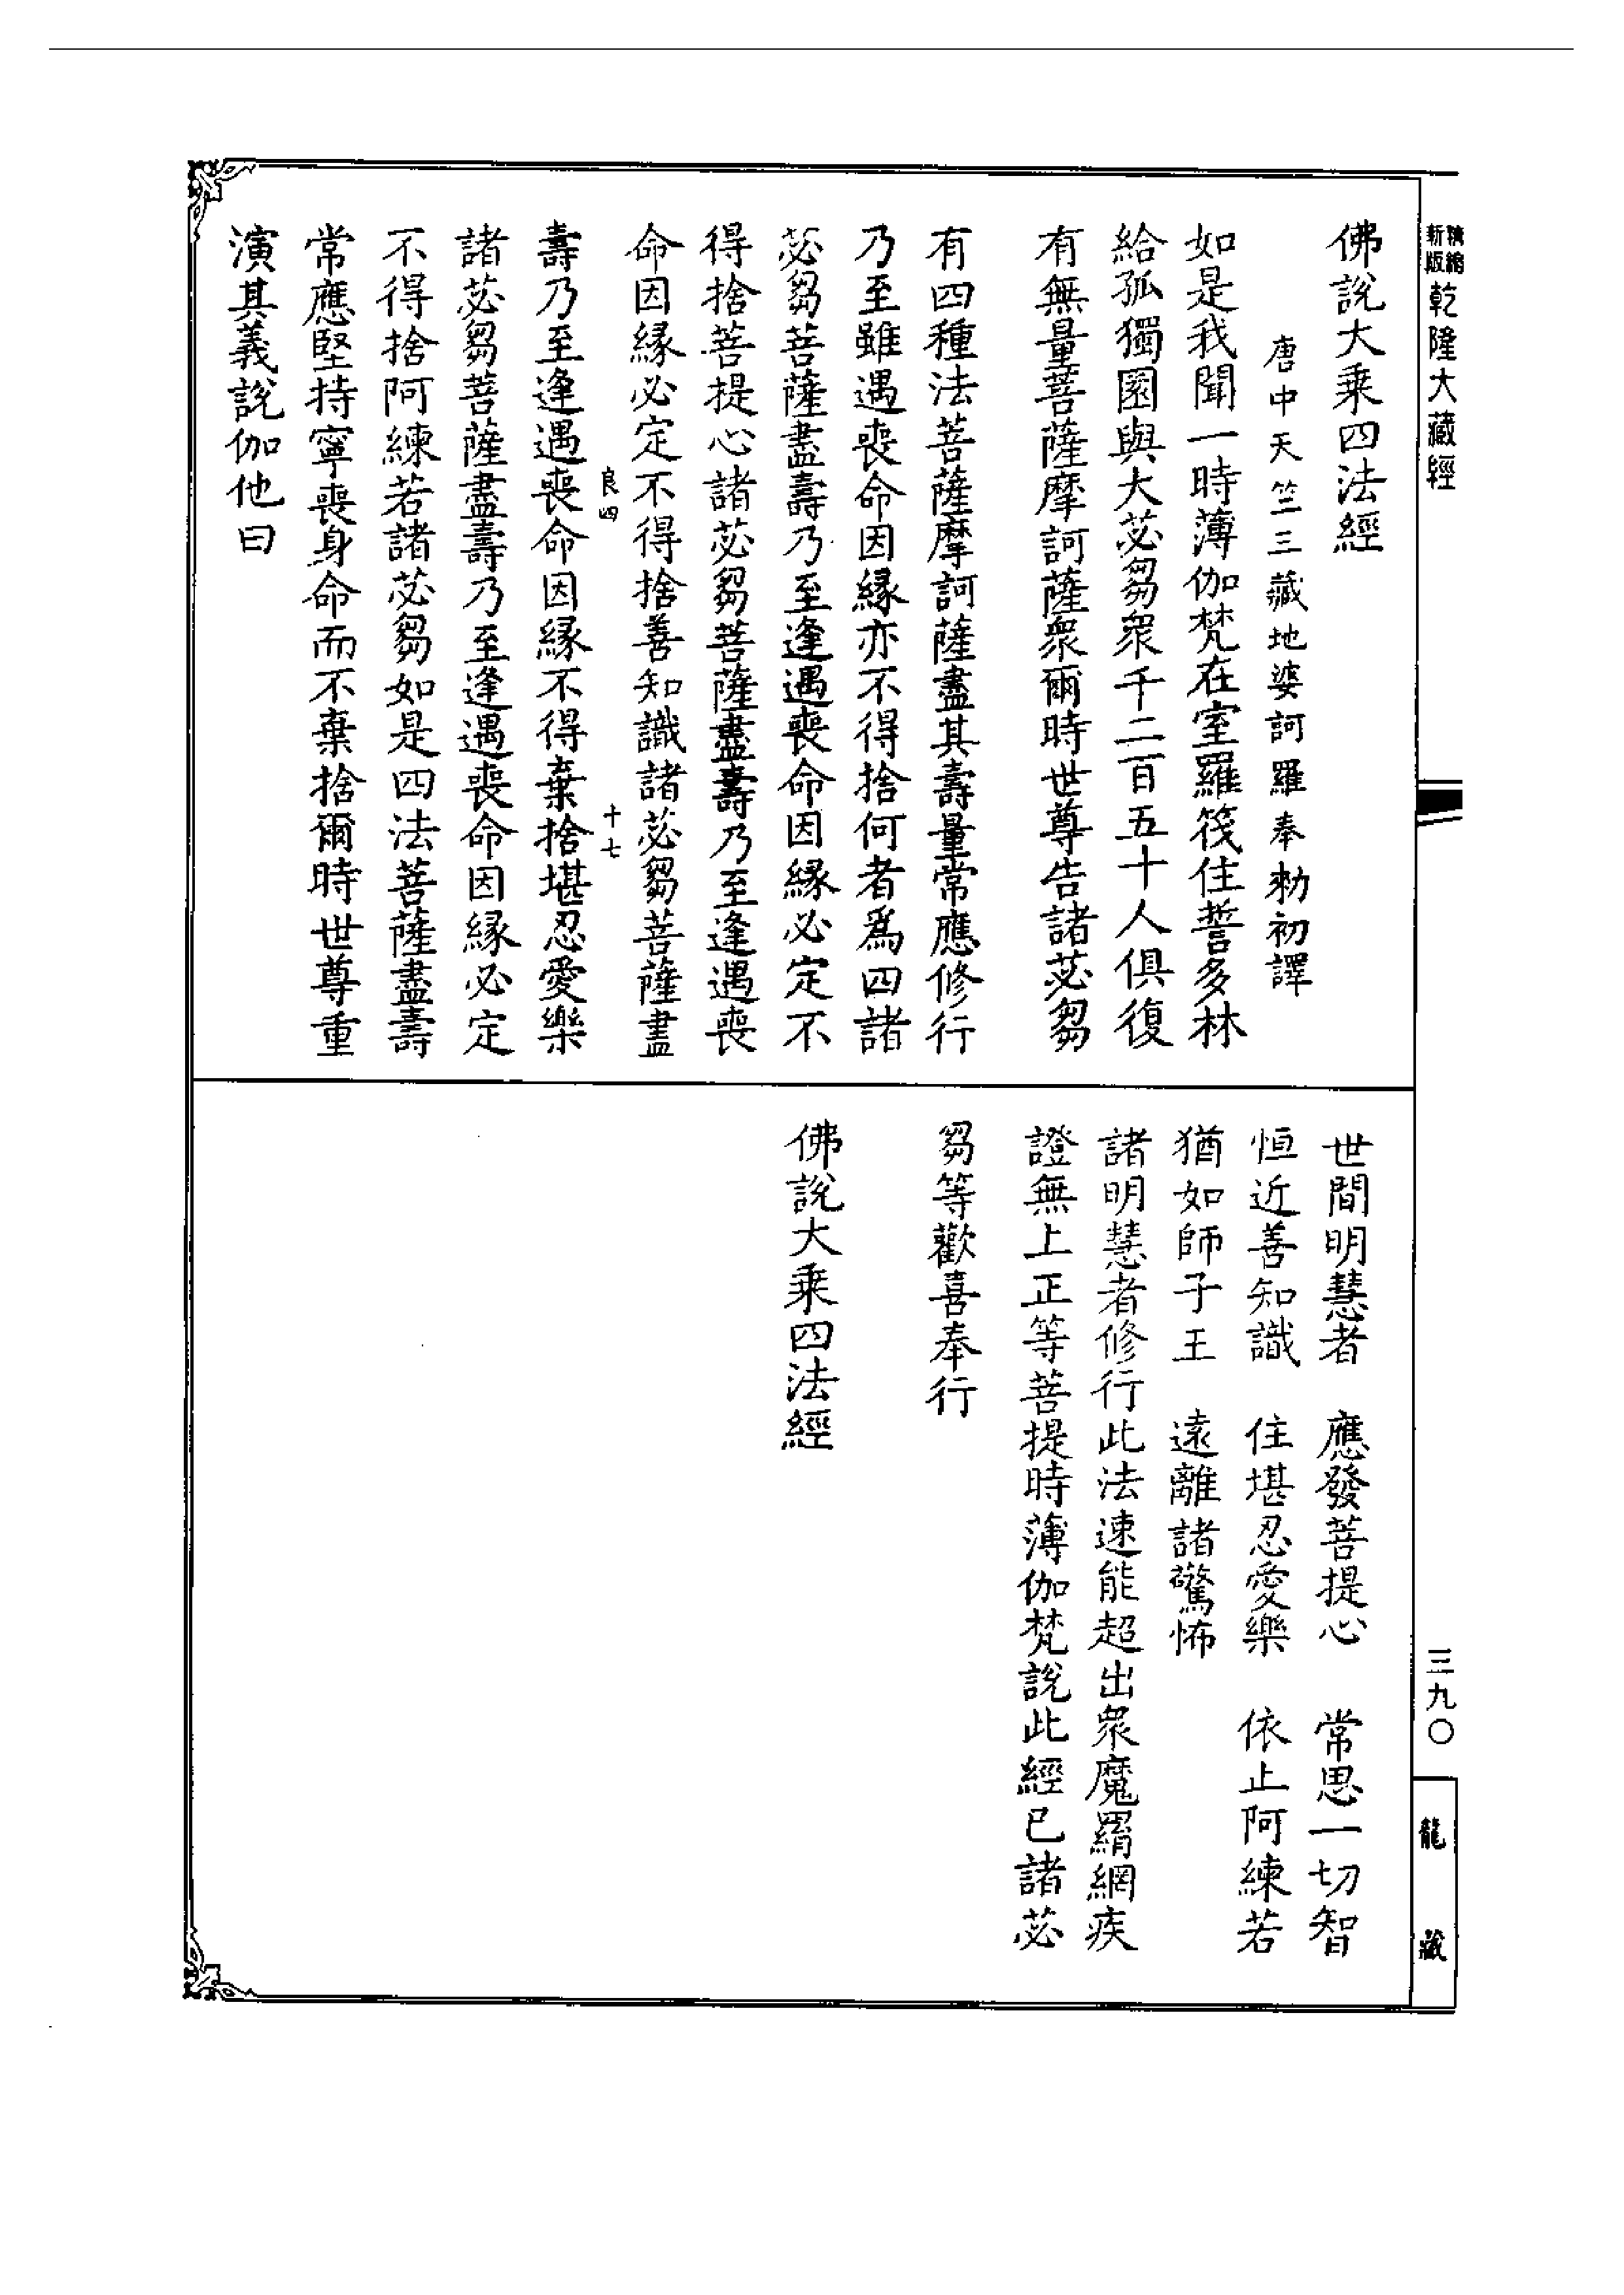 精縮
新版
乾隆大藏經
三九〇
龍藏
佛說大乘四法經
唐中天竺三藏地婆訶羅奉勑初譯
如是我聞一時薄伽梵在室羅筏住誓多林
給孤獨園與大苾芻眾千二百五十人俱復
有無量菩薩摩訶薩眾爾時世尊告諸苾芻
有四種法菩薩摩訶薩盡其壽量常應修行
乃至雖遇喪命因緣亦不得捨何者為四諸
苾芻菩薩盡壽乃至逢遇喪命因緣必定不
得捨菩提心諸苾芻菩薩盡壽乃至逢遇喪
命因緣必定不得捨善知識諸苾芻菩薩盡
良四 十七
壽乃至逢遇喪命因緣不得棄捨堪忍愛樂
諸苾芻菩薩盡壽乃至逢遇喪命因緣必定
不得捨阿練若諸苾芻如是四法菩薩盡壽
常應堅持寧喪身命而不棄捨爾時世尊重
演其義說伽他曰
世間明慧者 應發菩提心 常思一切智
恒近善知識 住堪忍愛樂 依止阿練若
猶如師子王 遠離諸驚怖
諸明慧者修行此法速能超出眾魔羂網疾
證無上正等菩提時薄伽梵說此經已諸苾
芻等歡喜奉行
佛說大乘四法經